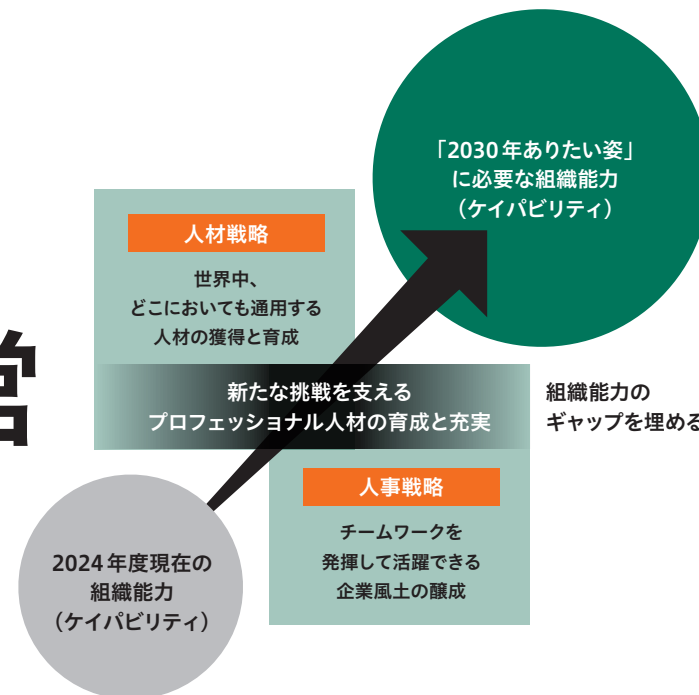 「2030年ありたい姿」
に必要な組織能力
（ケイパビリティ）
人材戦略
世界中、
どこにおいても通用する
人材の獲得と育成
営
新たな挑戦を支える
プロフェッショナル人材の育成と充実
組織能力の
ギャップを埋める
人事戦略
チームワークを
発揮して活躍できる
企業風土の醸成
2024年度現在の
組織能力
（ケイパビリティ）